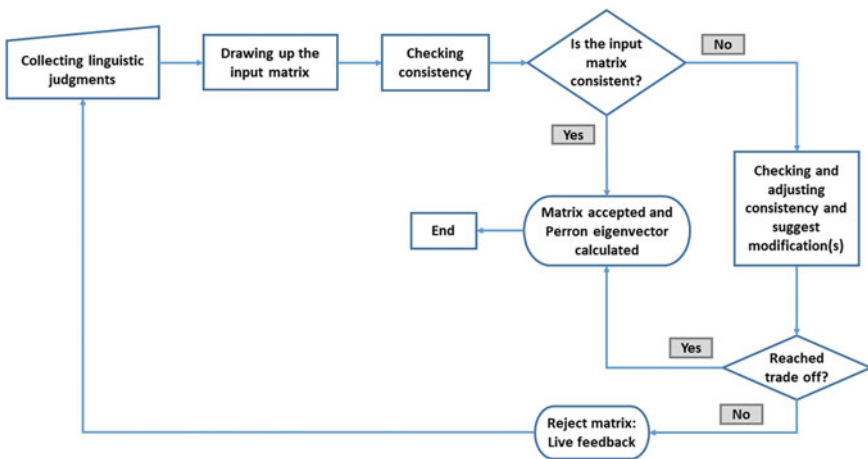 Collecting linguistic
judgments
Drawing up the
input matrix
Checking
consistency
Is the input
matrix
consistent?
No
Yes
Checking and
adjusting
consistency and
suggest
modification(s)
Matrix accepted and
Perron eigenvector
calculated
End
Yes
Reached
trade off?
No
Reject matrix:
Live feedback